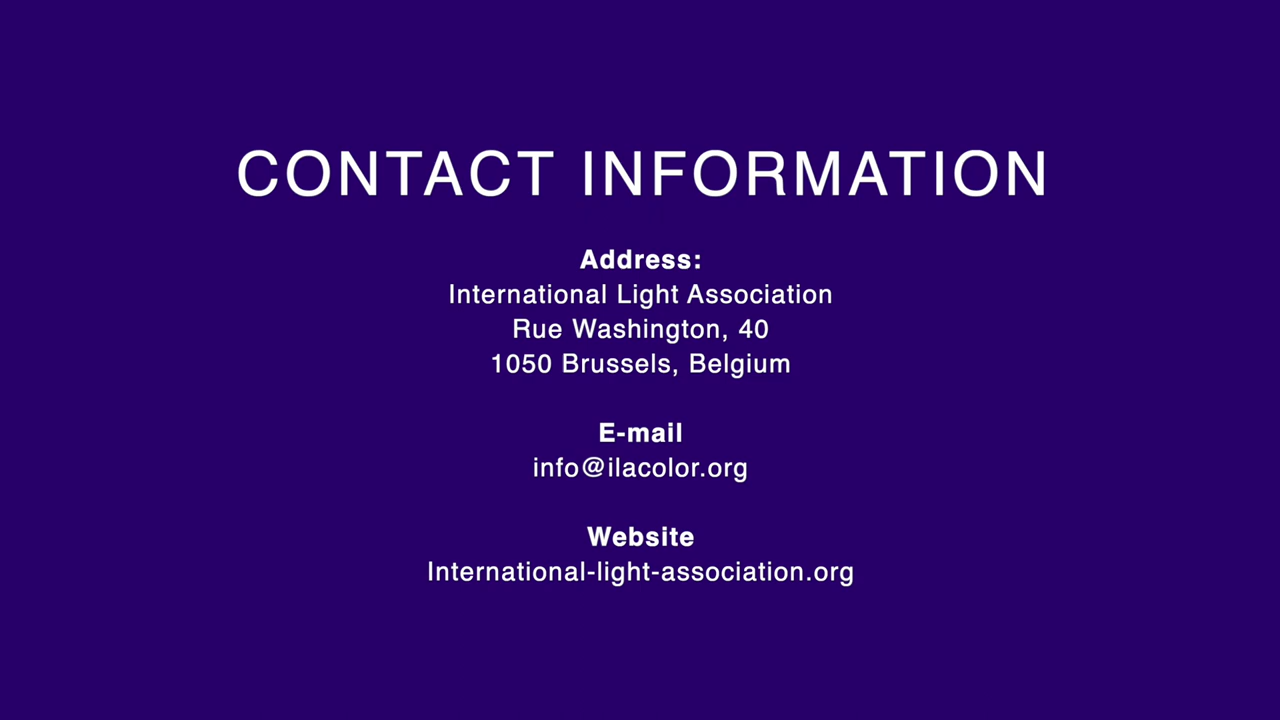 CONTACT INFORMATION
Address:
International Light Association
Rue Washington, 40
1050 Brussels, Belgium
E-mail
info@ilacolor.org
Website
International-light-association.org